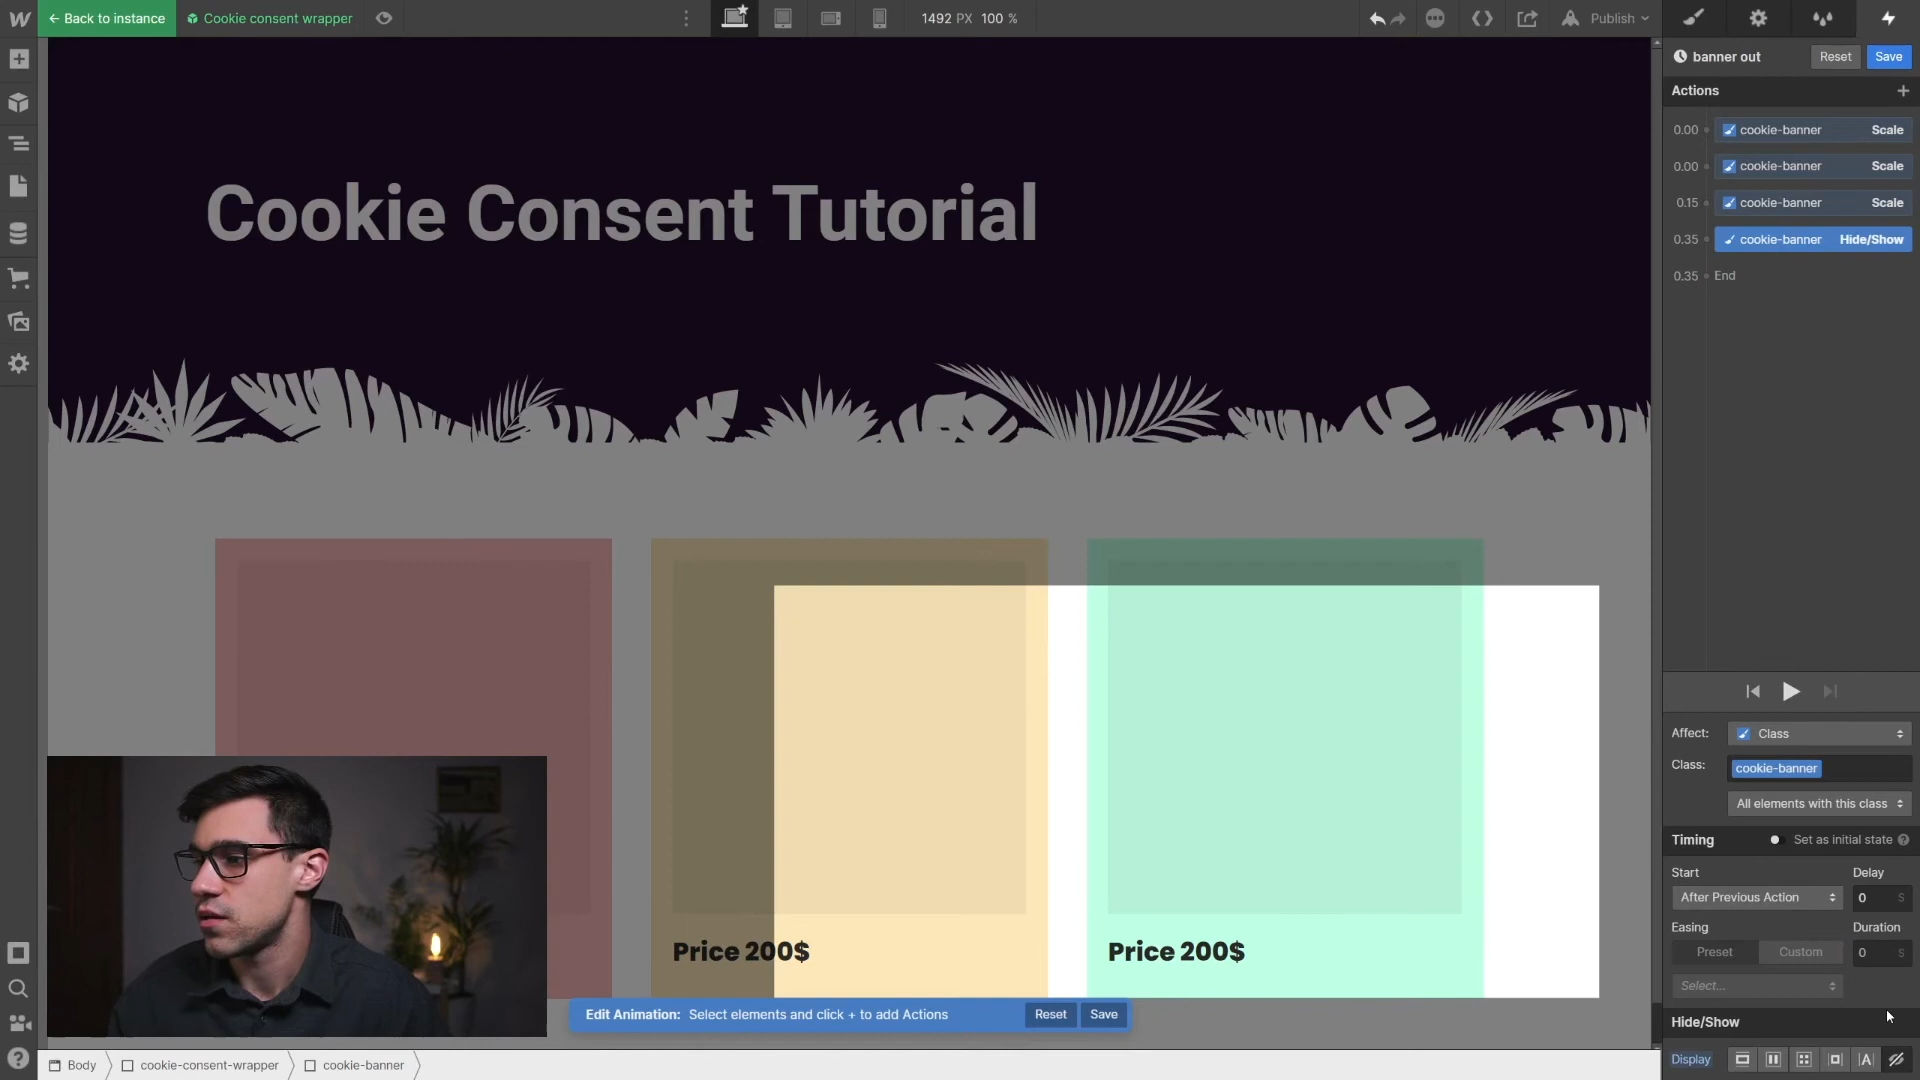 Back to instance
Cookie consent wrapper
1492 PX 100 %
Publish
banner out
Reset
Save
Actions
0.00 cookie-banner Scale
0.00 cookie-banner Scale
0.15 cookie-banner Scale
0.35 cookie-banner Hide/Show
0.35 End
Cookie Consent Tutorial
Price 200$
Price 200$
Affect: Class
Class: cookie-banner
All elements with this class
Timing Set as initial state
Start Delay
After Previous Action 0 S
Easing Duration
Preset Custom 0 S
Select...
Hide/Show
Display
Edit Animation: Select elements and click + to add Actions Reset Save
Body cookie-consent-wrapper cookie-banner